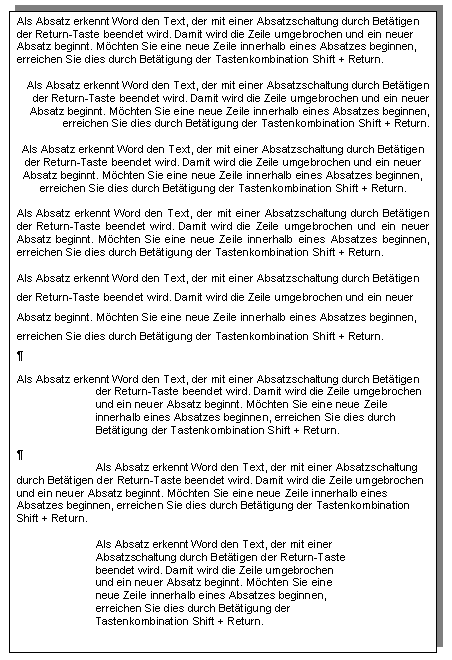 Als Absatz erkennt Word den Text, der mit einer Absatzschaltung durch Betätigen
der Return-Taste beendet wird. Damit wird die Zeile umgebrochen und ein neuer
Absatz beginnt. Möchten Sie eine neue Zeile innerhalb eines Absatzes beginnen,
erreichen Sie dies durch Betätigung der Tastenkombination Shift + Return.
Als Absatz erkennt Word den Text, der mit einer Absatzschaltung durch Betätigen
der Return-Taste beendet wird. Damit wird die Zeile umgebrochen und ein neuer
Absatz beginnt. Möchten Sie eine neue Zeile innerhalb eines Absatzes beginnen,
erreichen Sie dies durch Betätigung der Tastenkombination Shift + Return.
Als Absatz erkennt Word den Text, der mit einer Absatzschaltung durch Betätigen
der Return-Taste beendet wird. Damit wird die Zeile umgebrochen und ein neuer
Absatz beginnt. Möchten Sie eine neue Zeile innerhalb eines Absatzes beginnen,
erreichen Sie dies durch Betätigung der Tastenkombination Shift + Return.
Als Absatz erkennt Word den Text, der mit einer Absatzschaltung durch Betätigen
der Return-Taste beendet wird. Damit wird die Zeile umgebrochen und ein neuer
Absatz beginnt. Möchten Sie eine neue Zeile innerhalb eines Absatzes beginnen,
erreichen Sie dies durch Betätigung der Tastenkombination Shift + Return.
Als Absatz erkennt Word den Text, der mit einer Absatzschaltung durch Betätigen
der Return-Taste beendet wird. Damit wird die Zeile umgebrochen und ein neuer
Absatz beginnt. Möchten Sie eine neue Zeile innerhalb eines Absatzes beginnen,
erreichen Sie dies durch Betätigung der Tastenkombination Shift + Return.
¶
Als Absatz erkennt Word den Text, der mit einer Absatzschaltung durch Betätigen
der Return-Taste beendet wird. Damit wird die Zeile umgebrochen
und ein neuer Absatz beginnt. Möchten Sie eine neue Zeile
innerhalb eines Absatzes beginnen, erreichen Sie dies durch
Betätigung der Tastenkombination Shift + Return.
¶
Als Absatz erkennt Word den Text, der mit einer Absatzschaltung
durch Betätigen der Return-Taste beendet wird. Damit wird die Zeile umgebrochen
und ein neuer Absatz beginnt. Möchten Sie eine neue Zeile innerhalb eines
Absatzes beginnen, erreichen Sie dies durch Betätigung der Tastenkombination
Shift + Return.
Als Absatz erkennt Word den Text, der mit einer
Absatzschaltung durch Betätigen der Return-Taste
beendet wird. Damit wird die Zeile umgebrochen
und ein neuer Absatz beginnt. Möchten Sie eine
neue Zeile innerhalb eines Absatzes beginnen,
erreichen Sie dies durch Betätigung der
Tastenkombination Shift + Return.